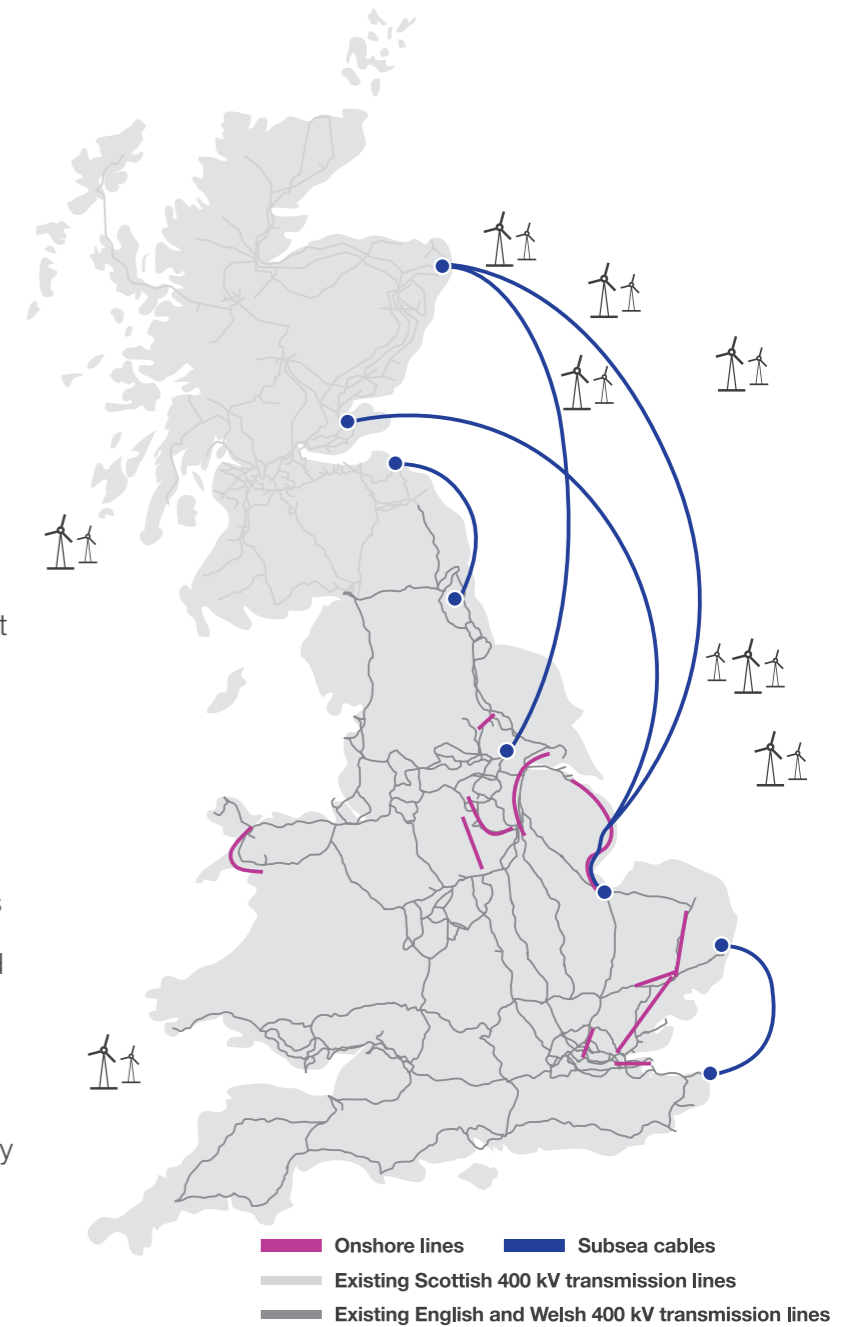 t
s
d
y
Onshore lines
Subsea cables
Existing Scottish 400 kV transmission lines
Existing English and Welsh 400 kV transmission lines